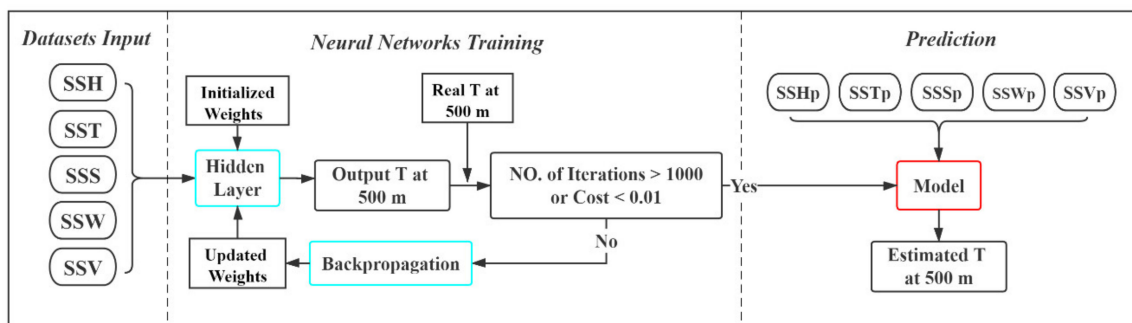 Datasets Input
SSH
SST
SSS
SSW
SSV
Neural Networks Training
Initialized
Weights
Real T at
500 m
Hidden
Layer
Output T at
500 m
NO. of Iterations > 1000
or Cost < 0.01
Yes
No
Updated
Weights
Backpropagation
Prediction
SSHp
SSTp
SSSp
SSWp
SSVp
Model
Estimated T
at 500 m